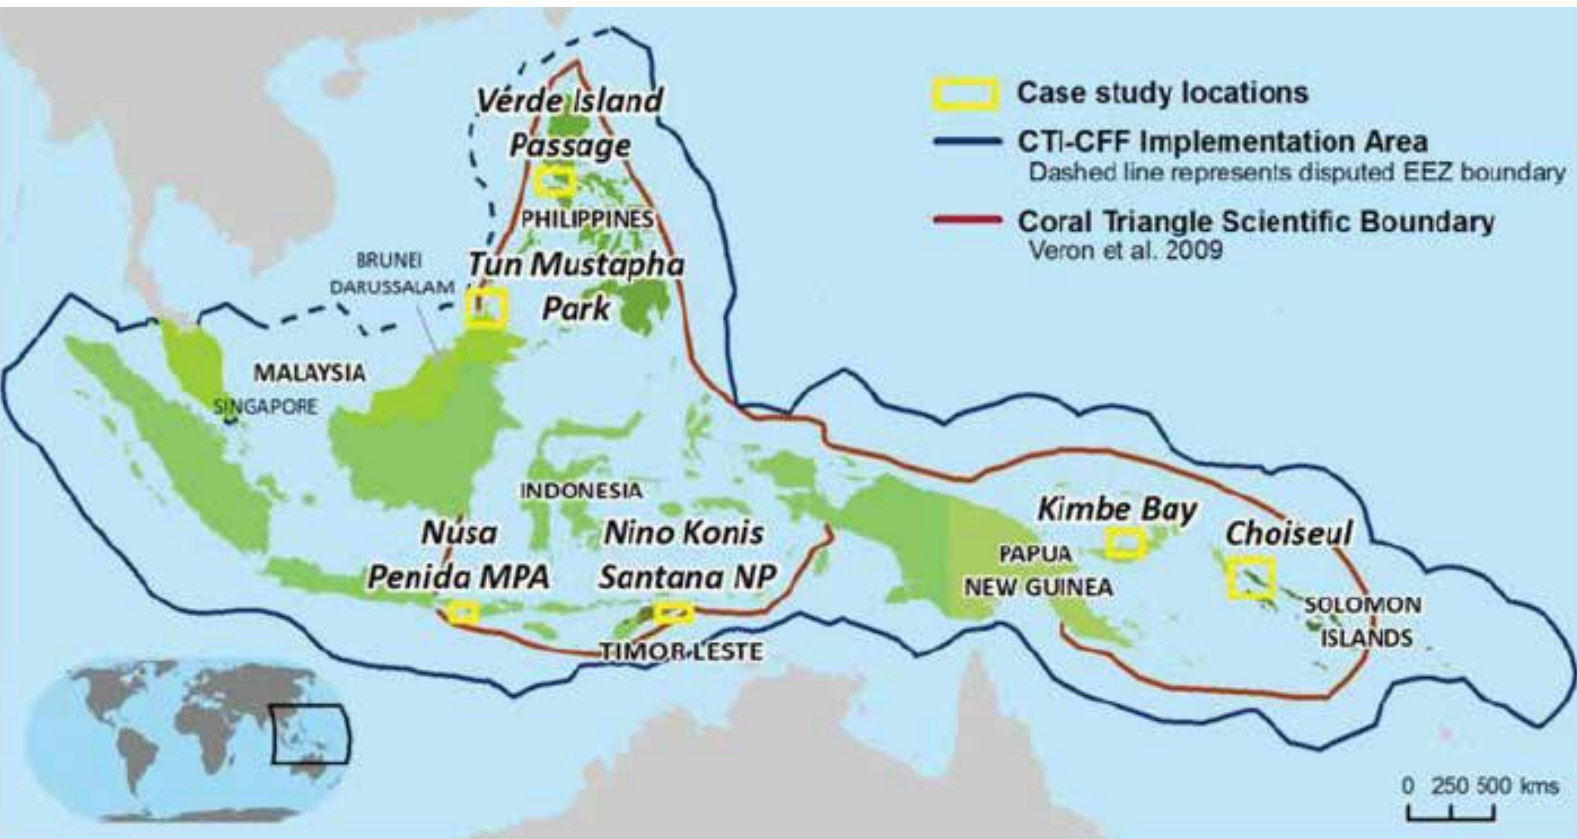 Verde Island
Passage
PHILIPPINES
BRUNEI
DARUSSALAM
Tun Mustapha
Park
MALAYSIA
SINGAPORE
INDONESIA
Nusa
Penida MPA
Nino Konis
Santana NP
TIMOR LESTE
Kimbe Bay
Choiseul
PAPUA
NEW GUINEA
SOLOMON
ISLANDS
Case study locations
CTI-CFF Implementation Area
Dashed line represents disputed EEZ boundary
Coral Triangle Scientific Boundary
Veron et al. 2009
0 250 500 kms